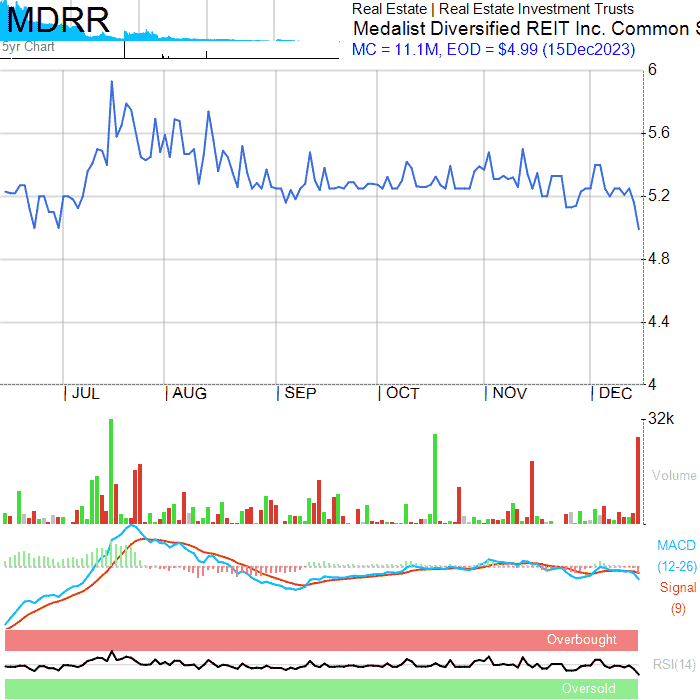 MDRR
5yr Chart
Real Estate | Real Estate Investment Trusts
Medalist Diversified REIT Inc. Common S
MC = 11.1M, EOD = $4.99 (15Dec2023)
6
5.6
5.2
4.8
4.4
4
JUL AUG SEP OCT NOV DEC
32k
Volume
MACD
(12-26)
Signal
(9)
Overbought
RSI(14)
Oversold